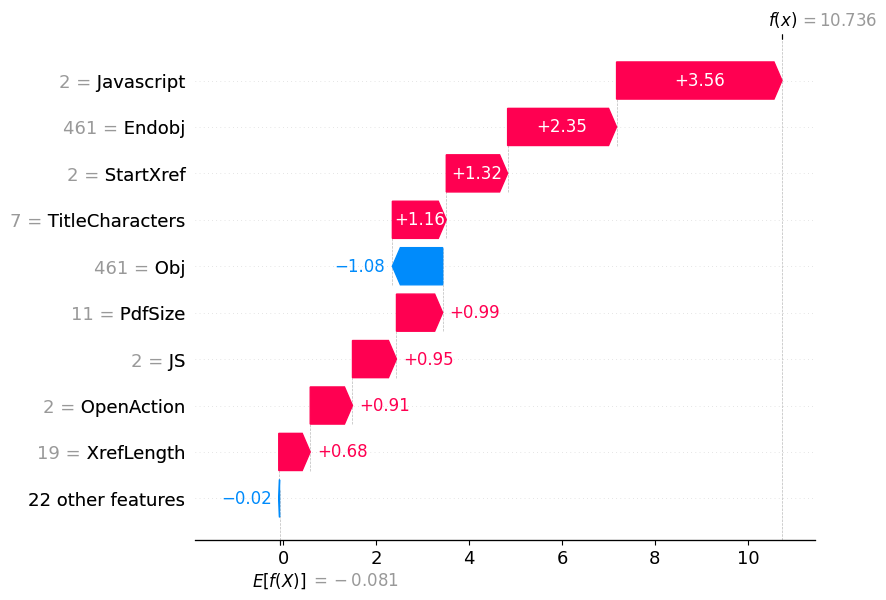 f(x) = 10.736
2 = Javascript
+3.56
461 = Endobj
+2.35
2 = StartXref
+1.32
7 = TitleCharacters
+1.16
461 = Obj
−1.08
11 = PdfSize
+0.99
2 = JS
+0.95
2 = OpenAction
+0.91
19 = XrefLength
+0.68
22 other features
−0.02
0 2 4 6 8 10
E[f(X)] = −0.081